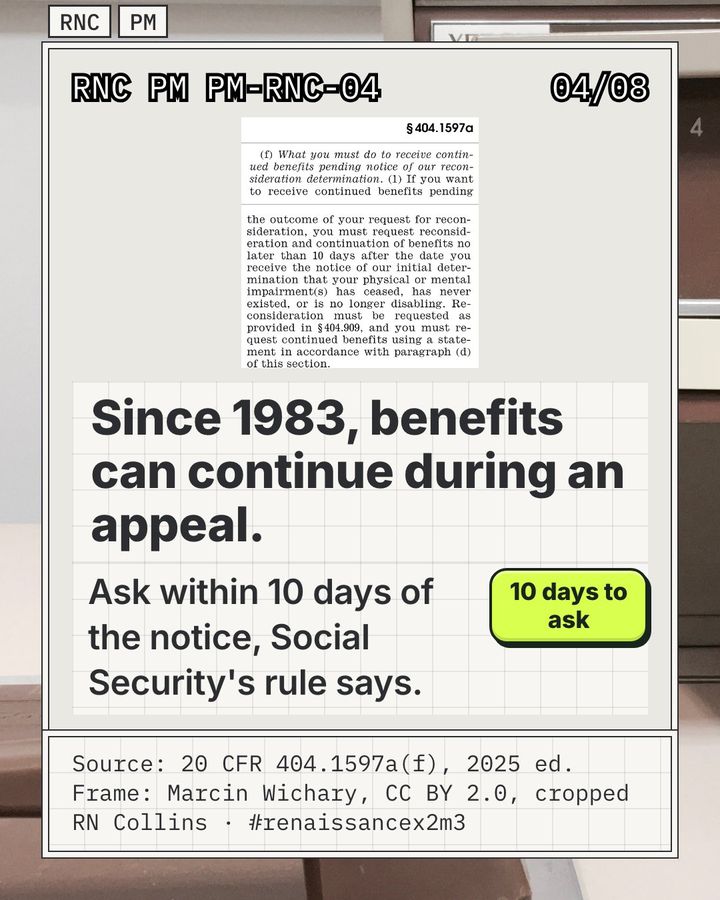 RNC PM
RNC PM PM-RNC-04 04/08
§ 404.1597a
(f) What you must do to receive contin-
ued benefits pending notice of our recon-
sideration determination. (1) If you want
to receive continued benefits pending
the outcome of your request for recon-
sideration, you must request reconsid-
eration and continuation of benefits no
later than 10 days after the date you
receive the notice of our initial deter-
mination that your physical or mental
impairment(s) has ceased, has never
existed, or is no longer disabling. Re-
consideration must be requested as
provided in § 404.909, and you must re-
quest continued benefits using a state-
ment in accordance with paragraph (d)
of this section.
Since 1983, benefits
can continue during an
appeal.
Ask within 10 days of
the notice, Social
Security's rule says.
10 days to
ask
Source: 20 CFR 404.1597a(f), 2025 ed.
Frame: Marcin Wichary, CC BY 2.0, cropped
RN Collins · #renaissancex2m3
4